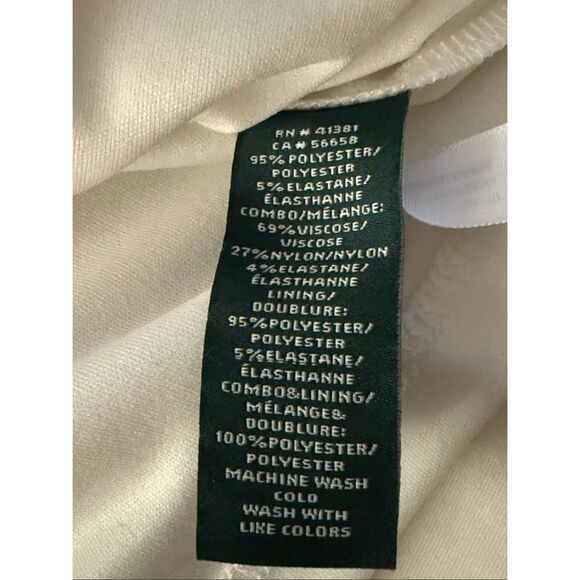 RN # 41381
CA # 56658
95% POLYESTER/
POLYESTER
5% ELASTANE/
ÉLASTHANNE
COMBO/MÉLANGE:
69%VISCOSE/
VISCOSE
27%NYLON/NYLON
4%ELASTANE/
ÉLASTHANNE
LINING/
DOUBLURE:
95%POLYESTER/
POLYESTER
5%ELASTANE/
ÉLASTHANNE
COMBO&LINING/
MÉLANGE&
DOUBLURE:
100%POLYESTER/
POLYESTER
MACHINE WASH
COLD
WASH WITH
LIKE COLORS